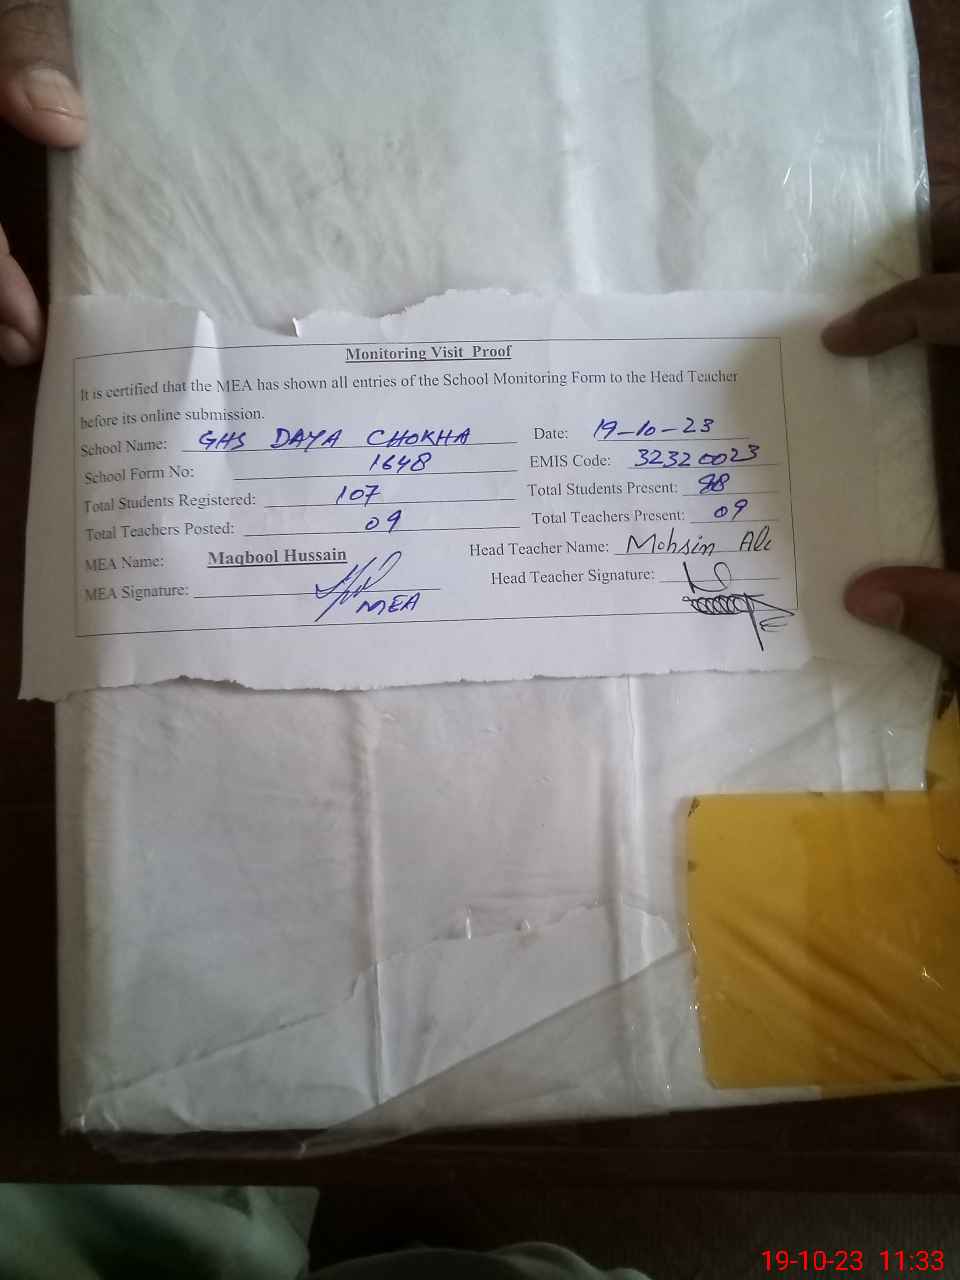 Monitoring Visit Proof
It is certified that the MEA has shown all entries of the School Monitoring Form to the Head Teacher
before its online submission.
School Name: GHS DAYA CHOKHA Date: 19-10-23
School Form No: 1648 EMIS Code: 32320023
Total Students Registered: 107 Total Students Present: 98
Total Teachers Posted: 09 Total Teachers Present: 09
MEA Name: Maqbool Hussain Head Teacher Name: Mohsin Ali
MEA Signature: MEA Head Teacher Signature:
19-10-23 11:33